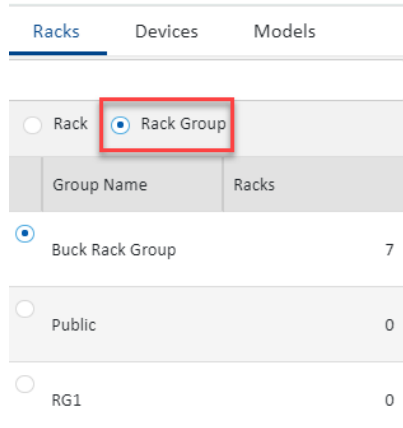 Racks Devices Models
Rack Rack Group
Group Name Racks
Buck Rack Group 7
Public 0
RG1 0